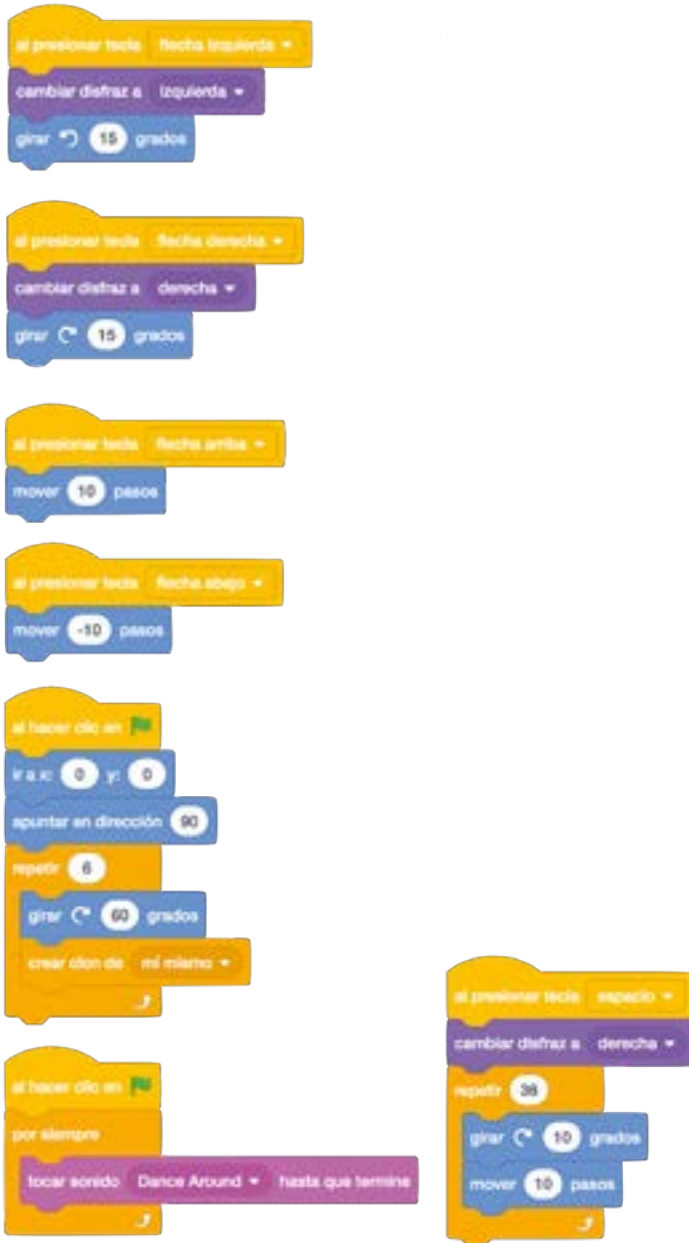 al presionar tecla flecha izquierda
cambiar disfraz a izquierda
girar 15 grados
al presionar tecla flecha derecha
cambiar disfraz a derecha
girar 15 grados
al presionar tecla flecha arriba
mover 10 pasos
al presionar tecla flecha abajo
mover -10 pasos
al hacer clic en
ir a x: 0 y: 0
apuntar en dirección 90
repetir 6
girar 60 grados
crear clon de mí mismo
al hacer clic en
por siempre
tocar sonido Dance Around hasta que termine
al presionar tecla espacio
cambiar disfraz a derecha
repetir 36
girar 10 grados
mover 10 pasos